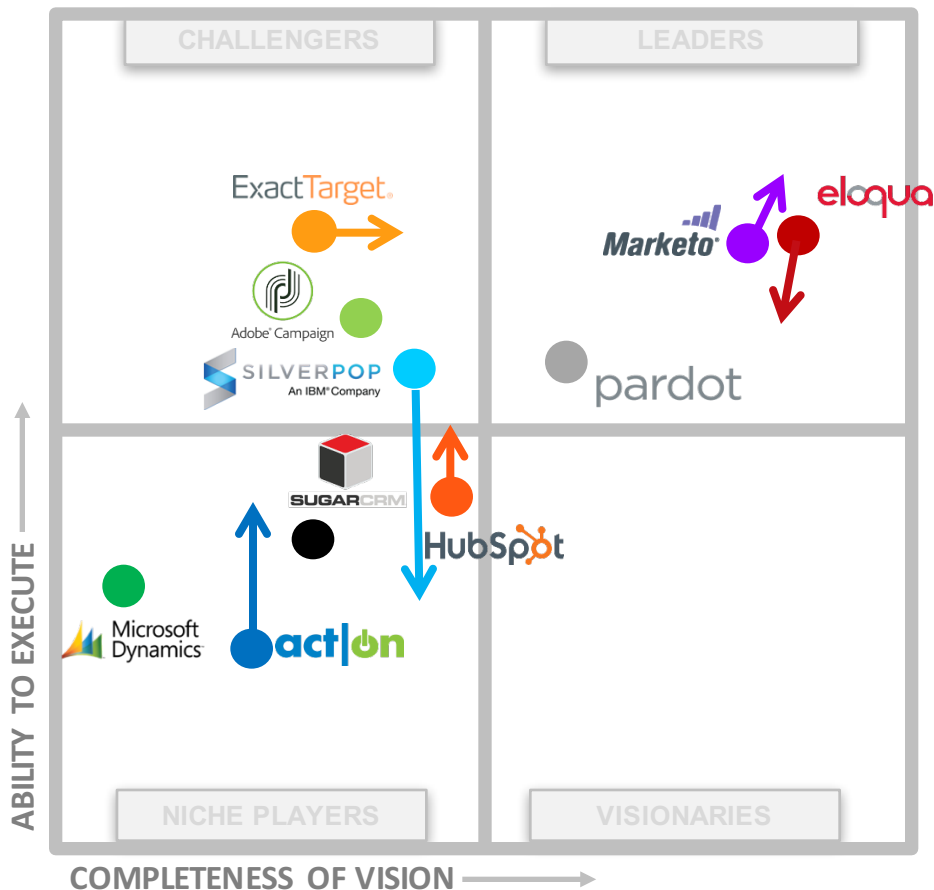 CHALLENGERS
LEADERS
ExactTarget®
eloqua
Marketo®
Adobe® Campaign
SILVERPOP
An IBM® Company
pardot
SUGARCRM
HubSpot
Microsoft
Dynamics™
act|on
ABILITY TO EXECUTE
NICHE PLAYERS
VISIONARIES
COMPLETENESS OF VISION